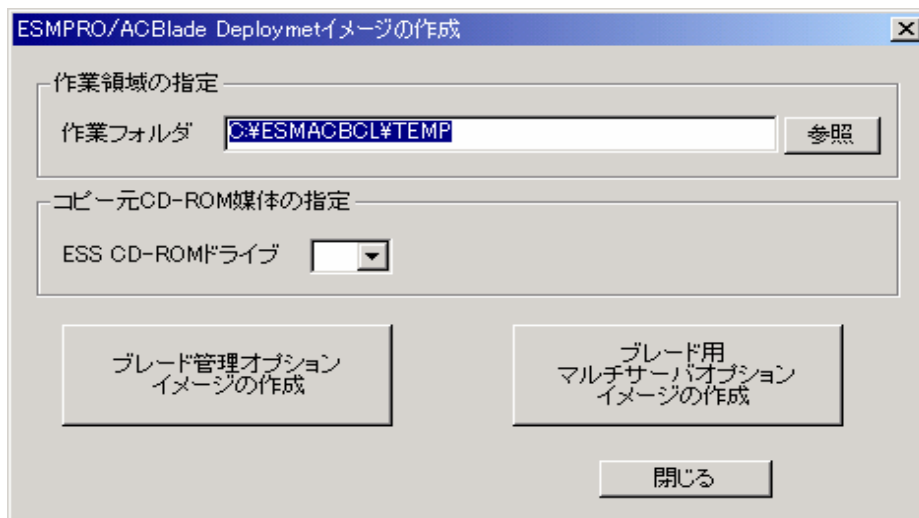 ESMPRO/ACBlade Deploymetイメージの作成
作業領域の指定
作業フォルダ C:¥ESMACBCL¥TEMP 参照
コピー元CD-ROM媒体の指定
ESS CD-ROMドライブ
ブレード管理オプション
イメージの作成
ブレード用
マルチサーバオプション
イメージの作成
閉じる